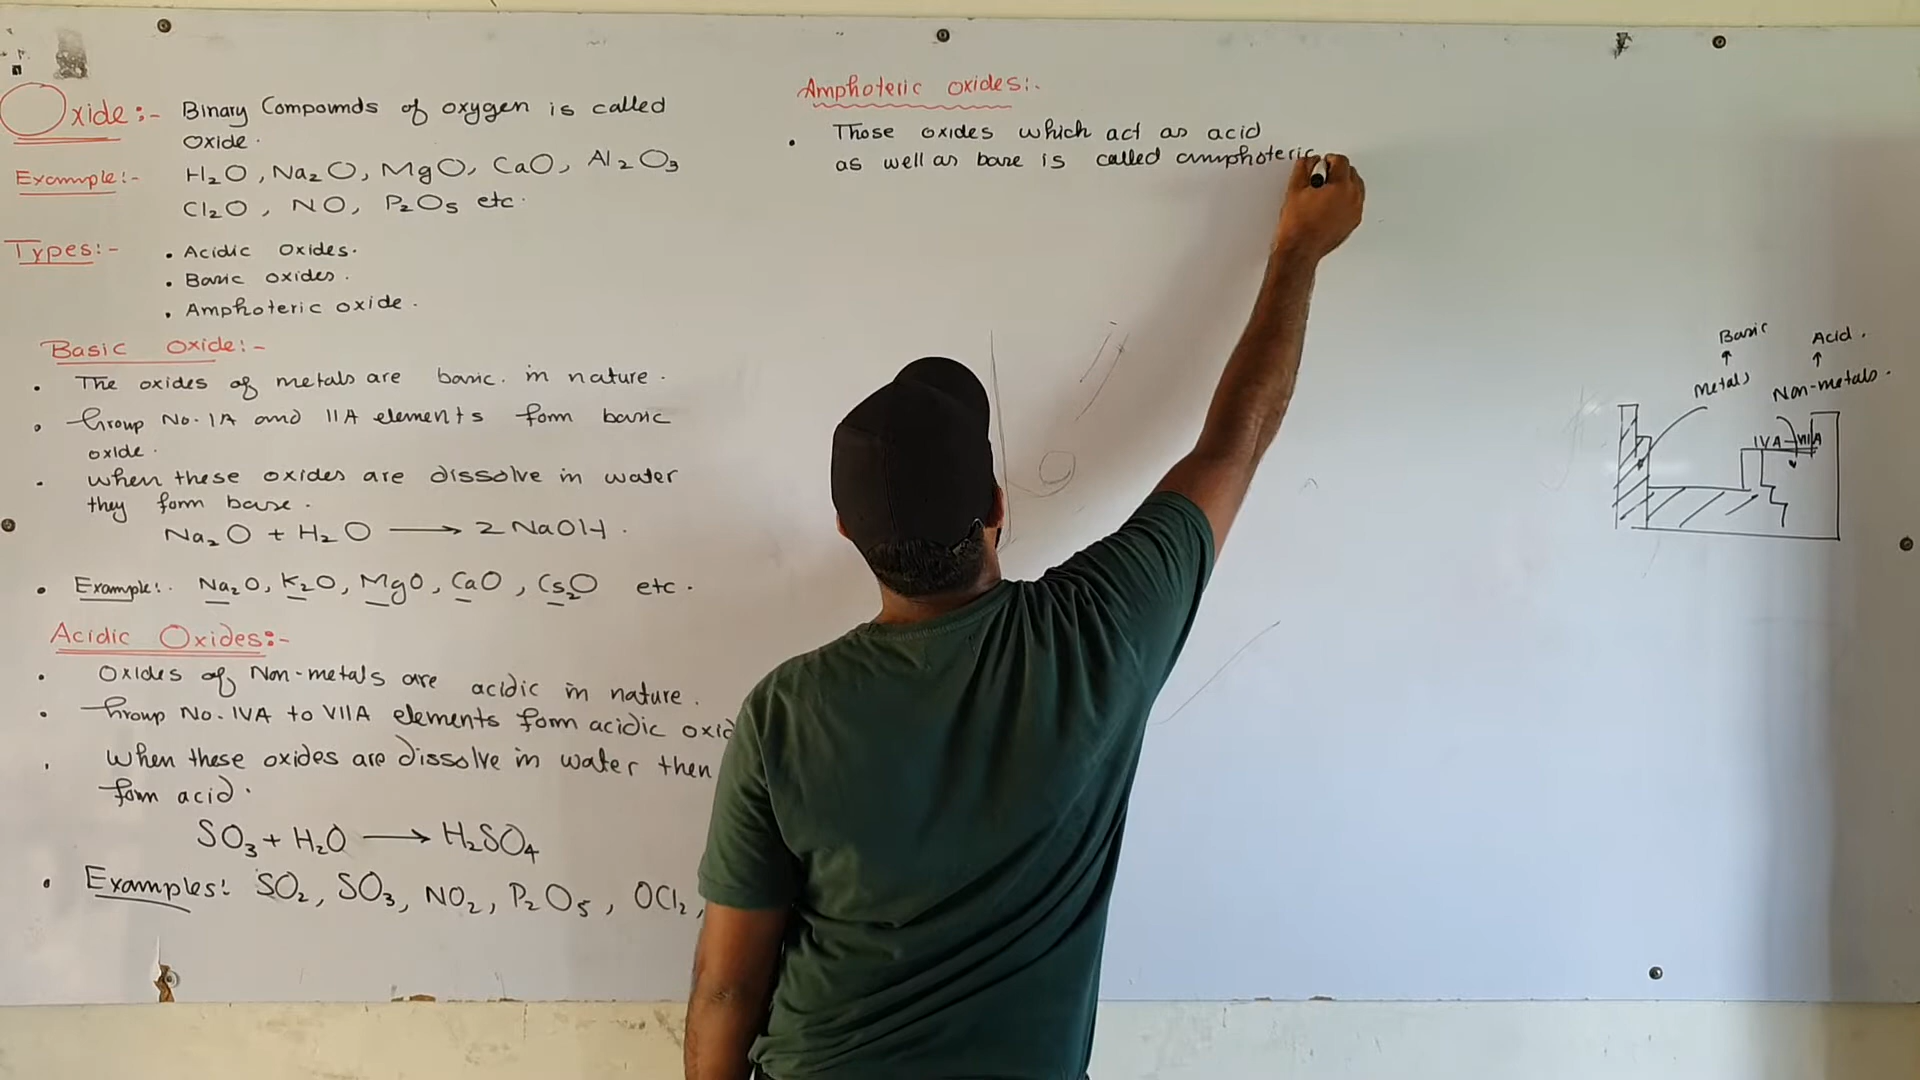 Oxide:- Binary Compounds of oxygen is called
oxide.
Example:- H₂O, Na₂O, MgO, CaO, Al₂O₃
Cl₂O, NO, P₂O₅ etc.
Types:- • Acidic oxides.
• Basic oxides.
• Amphoteric oxide.
Basic Oxide:-
• The oxides of metals are basic. in nature.
• Group No. IA and IIA elements form basic
oxide.
• when these oxides are dissolve in water
they form base.
Na₂O + H₂O ⟶ 2 NaOH.
• Example:. Na₂O, K₂O, MgO, CaO, Cs₂O etc.
Acidic Oxides:-
• Oxides of Non-metals are acidic in nature.
• Group No. IVA to VIIA elements form acidic oxid
• when these oxides are dissolve in water then
form acid.
SO₃ + H₂O ⟶ H₂SO₄
• Examples: SO₂, SO₃, NO₂, P₂O₅, OCl₂,
Amphoteric oxides:-
• Those oxides which act as acid
as well as base is called amphoteric
Basic
Metals
Acid.
Non-metals.
IVA-VIIA